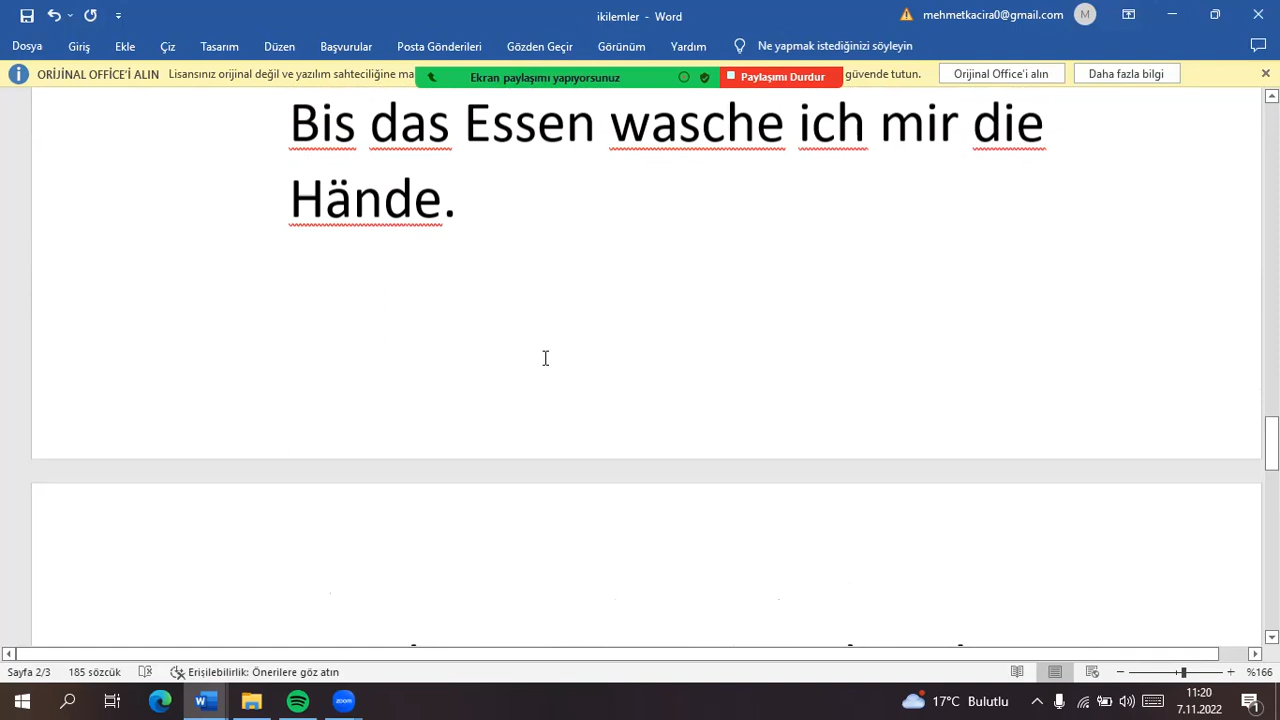 ikilemler - Word
mehmetkacira0@gmail.com
M
Dosya Giriş Ekle Çiz Tasarım Düzen Başvurular Posta Gönderileri Gözden Geçir Görünüm Yardım Ne yapmak istediğinizi söyleyin
ORİJİNAL OFFICE'İ ALIN Lisansınız orijinal değil ve yazılım sahteciliğine ma
Ekran paylaşımı yapıyorsunuz
Paylaşımı Durdur
güvende tutun.
Orijinal Office'i alın
Daha fazla bilgi
Bis das Essen wasche ich mir die
Hände.
Sayfa 2/3 185 sözcük Erişilebilirlik: Önerilere göz atın %166
zoom
17°C Bulutlu
11:20
7.11.2022
1